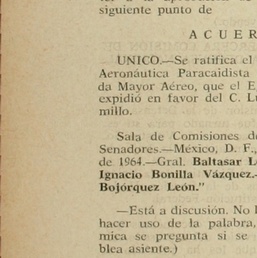 siguiente punto de
A C U E R
UNICO.—Se ratifica el
Aeronáutica Paracaidista
da Mayor Aéreo, que el E
expidió en favor del C. Lu
millo.
Sala de Comisiones d
Senadores.—México, D. F.,
de 1964.—Gral. Baltasar L
Ignacio Bonilla Vázquez.-
Bojórquez León."
—Está a discusión. No h
hacer uso de la palabra,
mica se pregunta si se
blea asiente.)